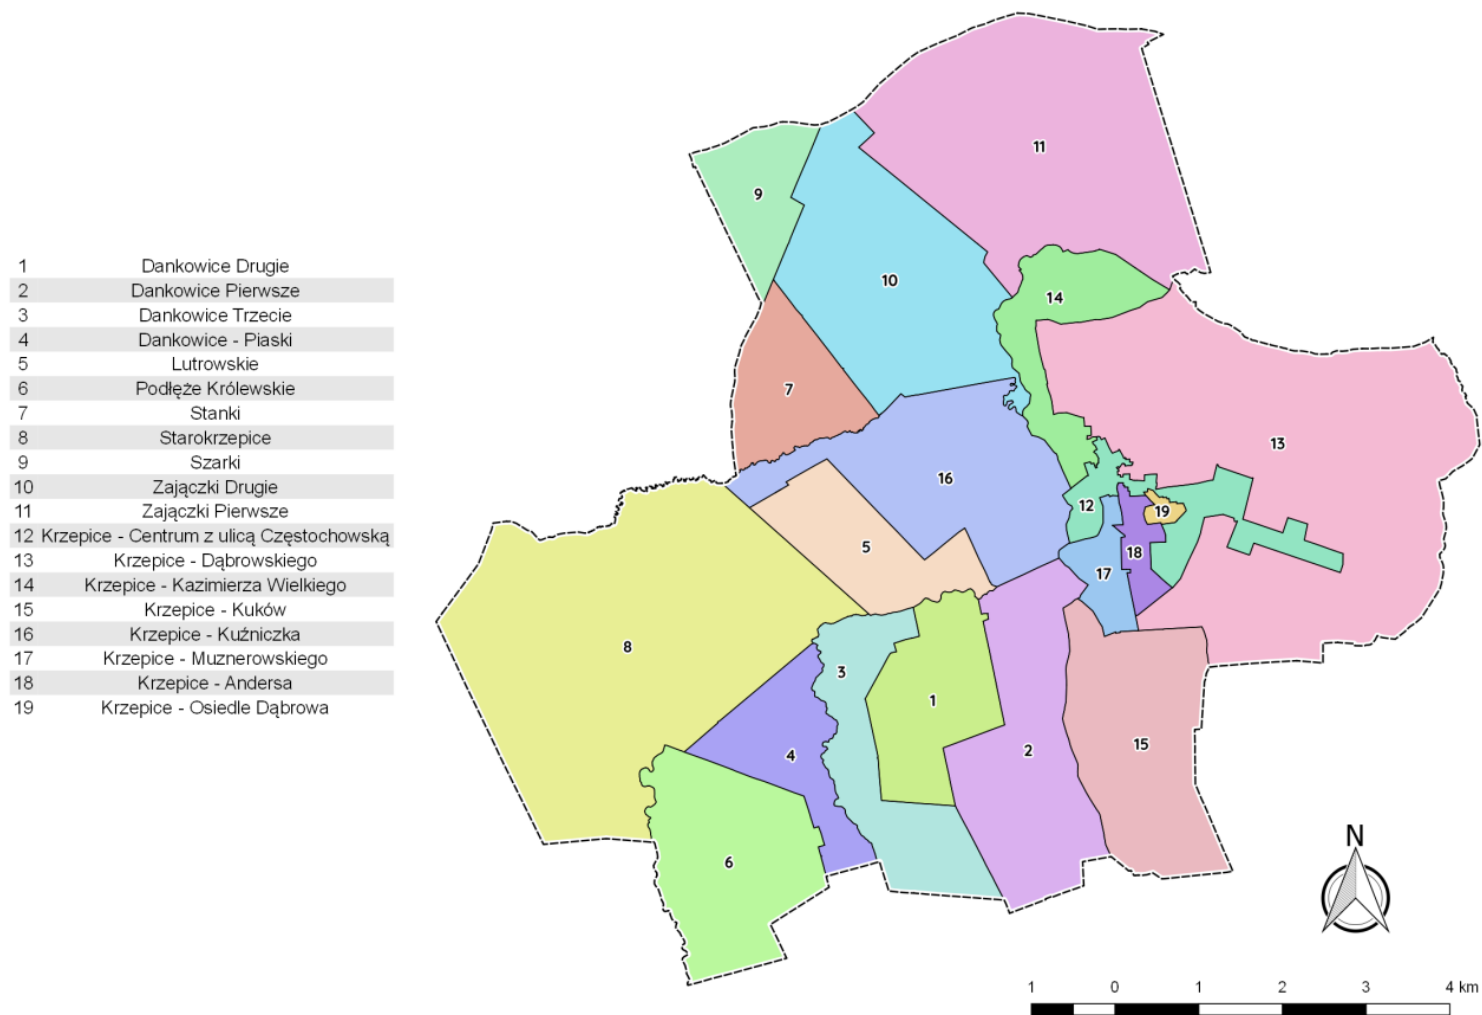 1 Dankowice Drugie
2 Dankowice Pierwsze
3 Dankowice Trzecie
4 Dankowice - Piaski
5 Lutrowskie
6 Podłęże Królewskie
7 Stanki
8 Starokrzepice
9 Szarki
10 Zajączki Drugie
11 Zajączki Pierwsze
12 Krzepice - Centrum z ulicą Częstochowską
13 Krzepice - Dąbrowskiego
14 Krzepice - Kazimierza Wielkiego
15 Krzepice - Kuków
16 Krzepice - Kuźniczka
17 Krzepice - Muznerowskiego
18 Krzepice - Andersa
19 Krzepice - Osiedle Dąbrowa
11
9
10
14
7
13
16
12
19
5
18
17
8
3
1
2
15
4
6
N
1 0 1 2 3 4 km